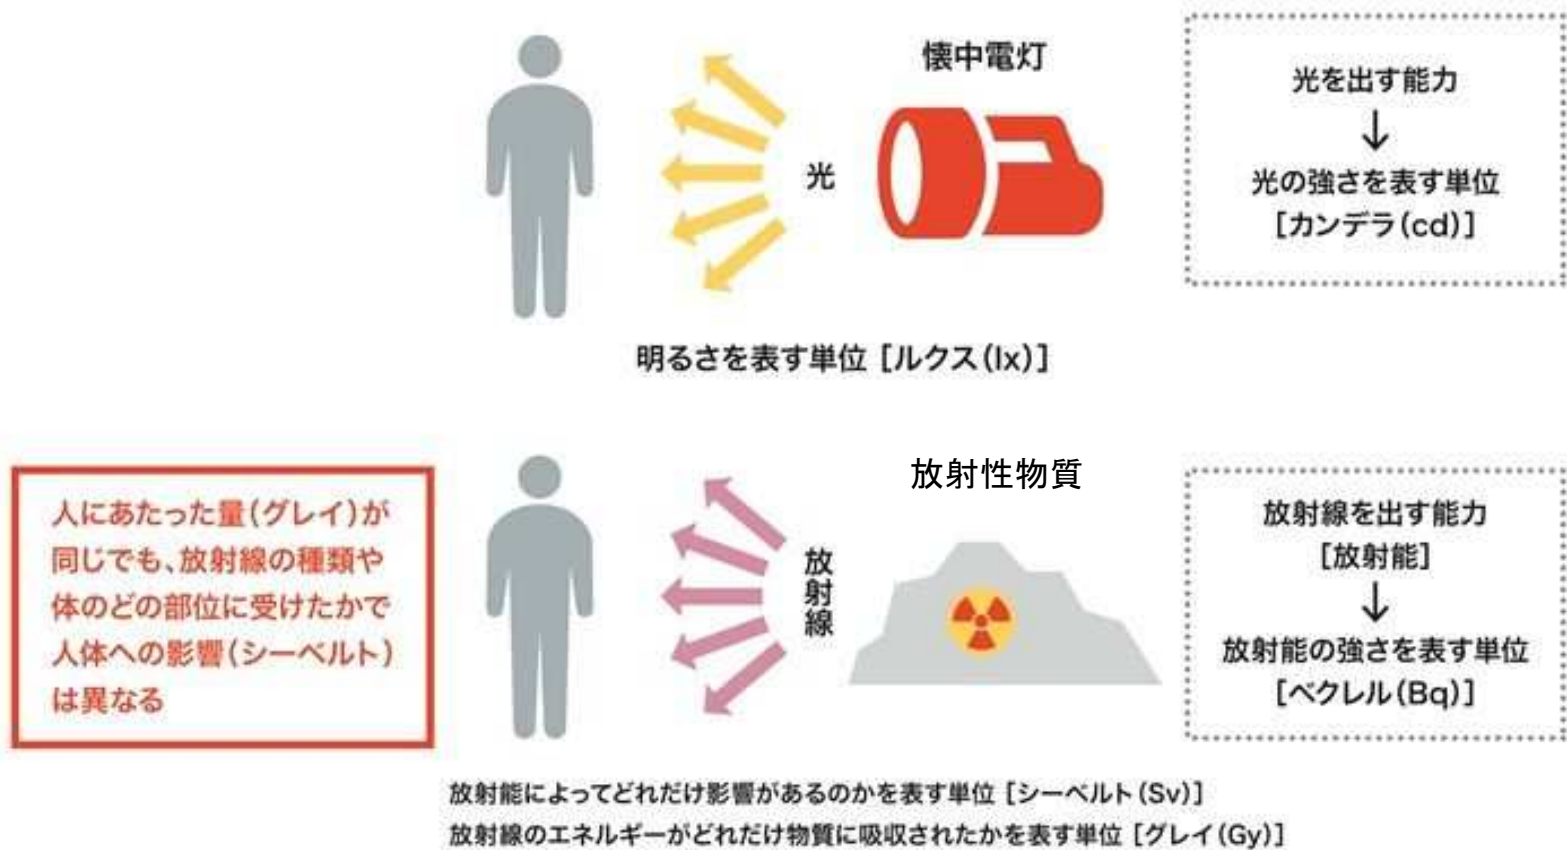 懐中電灯
光
光を出す能力
↓
光の強さを表す単位
[カンデラ(cd)]
明るさを表す単位 [ルクス(lx)]
人にあたった量(グレイ)が
同じでも、放射線の種類や
体のどの部位に受けたかで
人体への影響(シーベルト)
は異なる
放射性物質
放射線
放射線を出す能力
[放射能]
↓
放射能の強さを表す単位
[ベクレル(Bq)]
放射能によってどれだけ影響があるのかを表す単位 [シーベルト(Sv)]
放射線のエネルギーがどれだけ物質に吸収されたかを表す単位 [グレイ(Gy)]